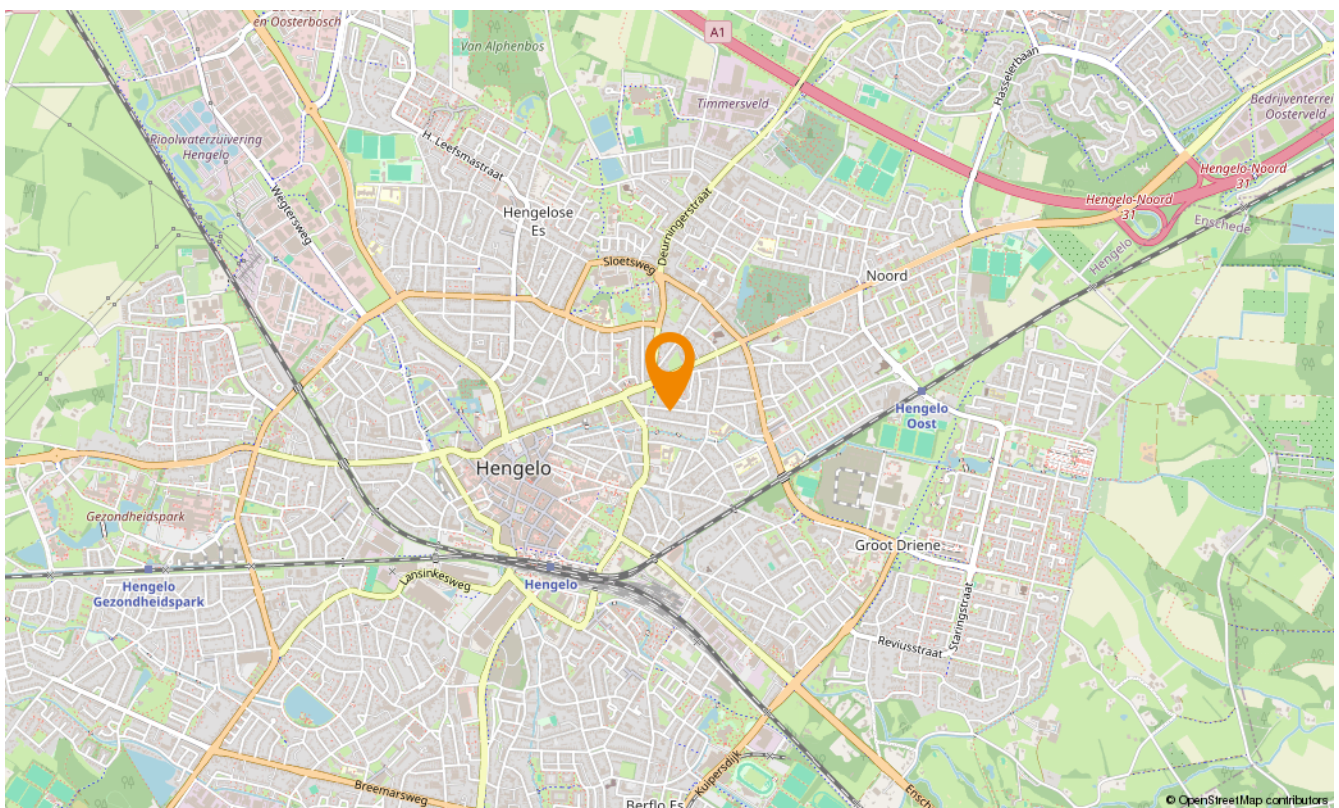 en Oosterbosch
Van Alphenbos
A1
Hasselerbaan
Timmersveld
Bedrijventerre
Oosterveld
Rioolwaterzuivering
Hengelo
H. Leefsmastraat
Wegtersweg
Hengelo-Noord
31
Hengelo-Noord
31
Hengelose
Es
Deurningerstraat
Enschede
Hengelo
Sloetsweg
Noord
Hengelo
Oost
Hengelo
Gezondheidspark
Groot Driene
Hengelo
Gezondheidspark
Lansinkesweg
Hengelo
Staringstraat
Reviusstraat
Kuipersdijk
Breemarsweg
Berflo Es
Ensch
© OpenStreetMap contributors